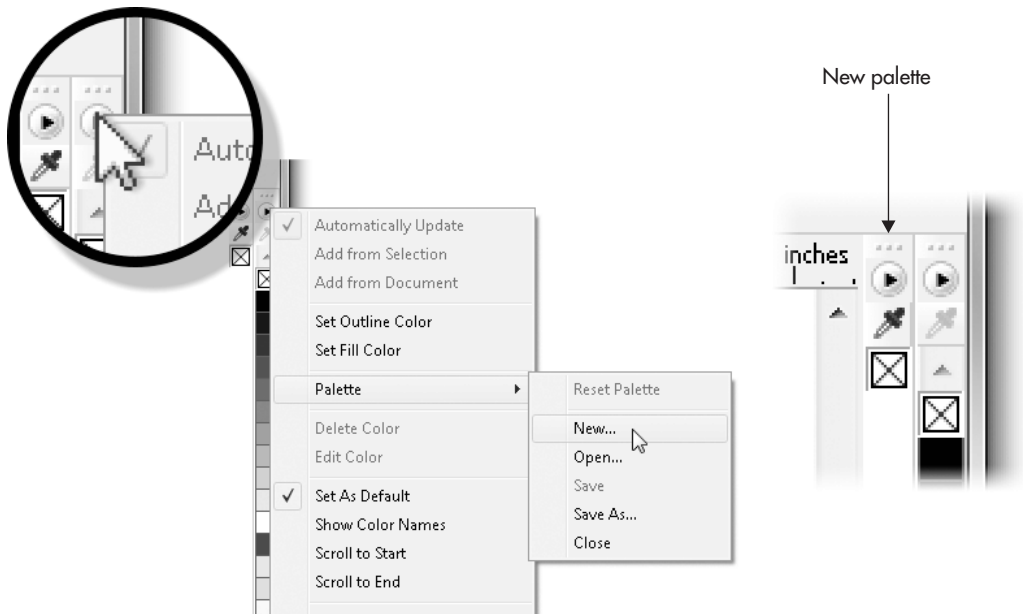 Auto
Ad
Automatically Update
Add from Selection
Add from Document
Set Outline Color
Set Fill Color
Palette
Delete Color
Edit Color
Set As Default
Show Color Names
Scroll to Start
Scroll to End
Reset Palette
New...
Open...
Save
Save As...
Close
New palette
inches